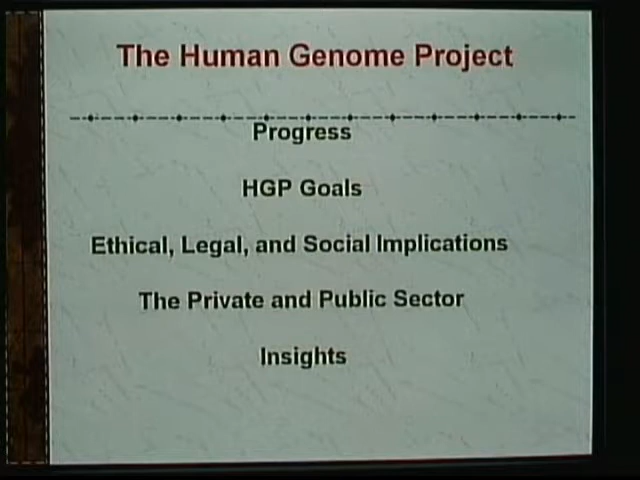 The Human Genome Project
Progress
HGP Goals
Ethical, Legal, and Social Implications
The Private and Public Sector
Insights